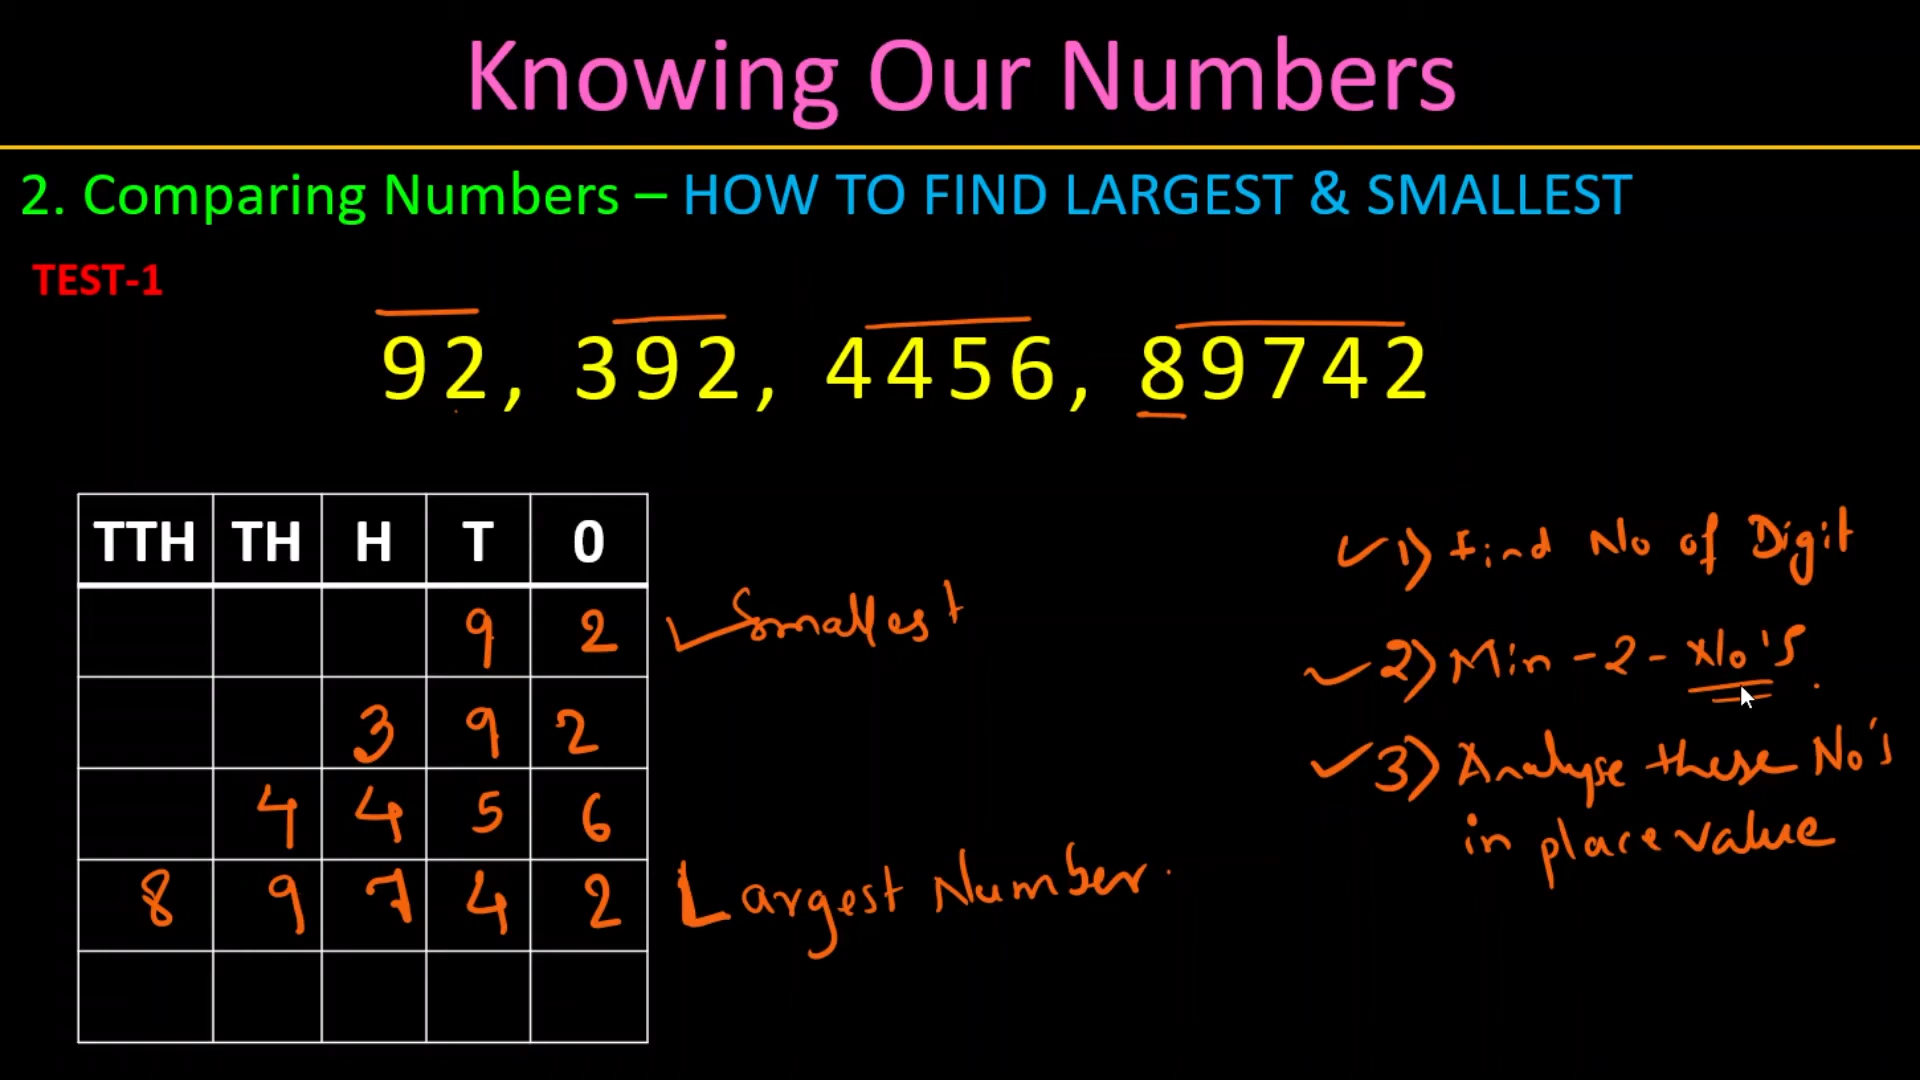 Knowing Our Numbers
2. Comparing Numbers – HOW TO FIND LARGEST & SMALLEST
TEST-1
92, 392, 4456, 89742
TTH TH H T 0
9 2 Smallest
3 9 2
4 4 5 6
8 9 7 4 2 Largest Number.
1) Find No of Digit
2) Min - 2 - No's.
3) Analyse these No's
in place value